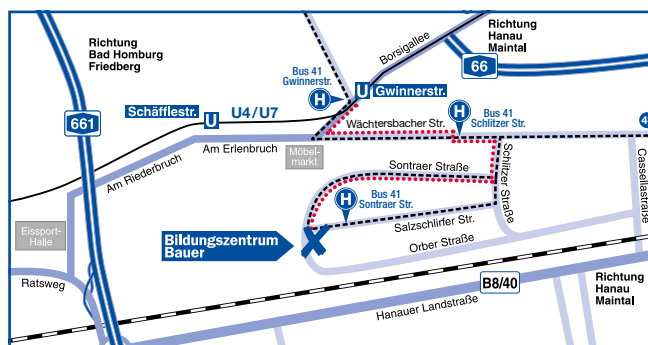 Richtung
Bad Homburg
Friedberg
Richtung
Hanau
Maintal
Borsigallee
66
Bus 41
Gwinnerstr.
H
U
Gwinnerstr.
661
Schäfflestr.
U
U4/U7
Wächtersbacher Str.
Bus 41
Schlitzer Str.
H
4
Am Erlenbruch
Möbel-
markt
Am Riederbruch
Sontraer Straße
Schlitzer Straße
Cassellastraße
H
Bus 41
Sontraer Str.
Salzschlirfer Str.
Eissport-
Halle
Bildungszentrum
Bauer
Orber Straße
Ratsweg
B8/40
Richtung
Hanau
Maintal
Hanauer Landstraße